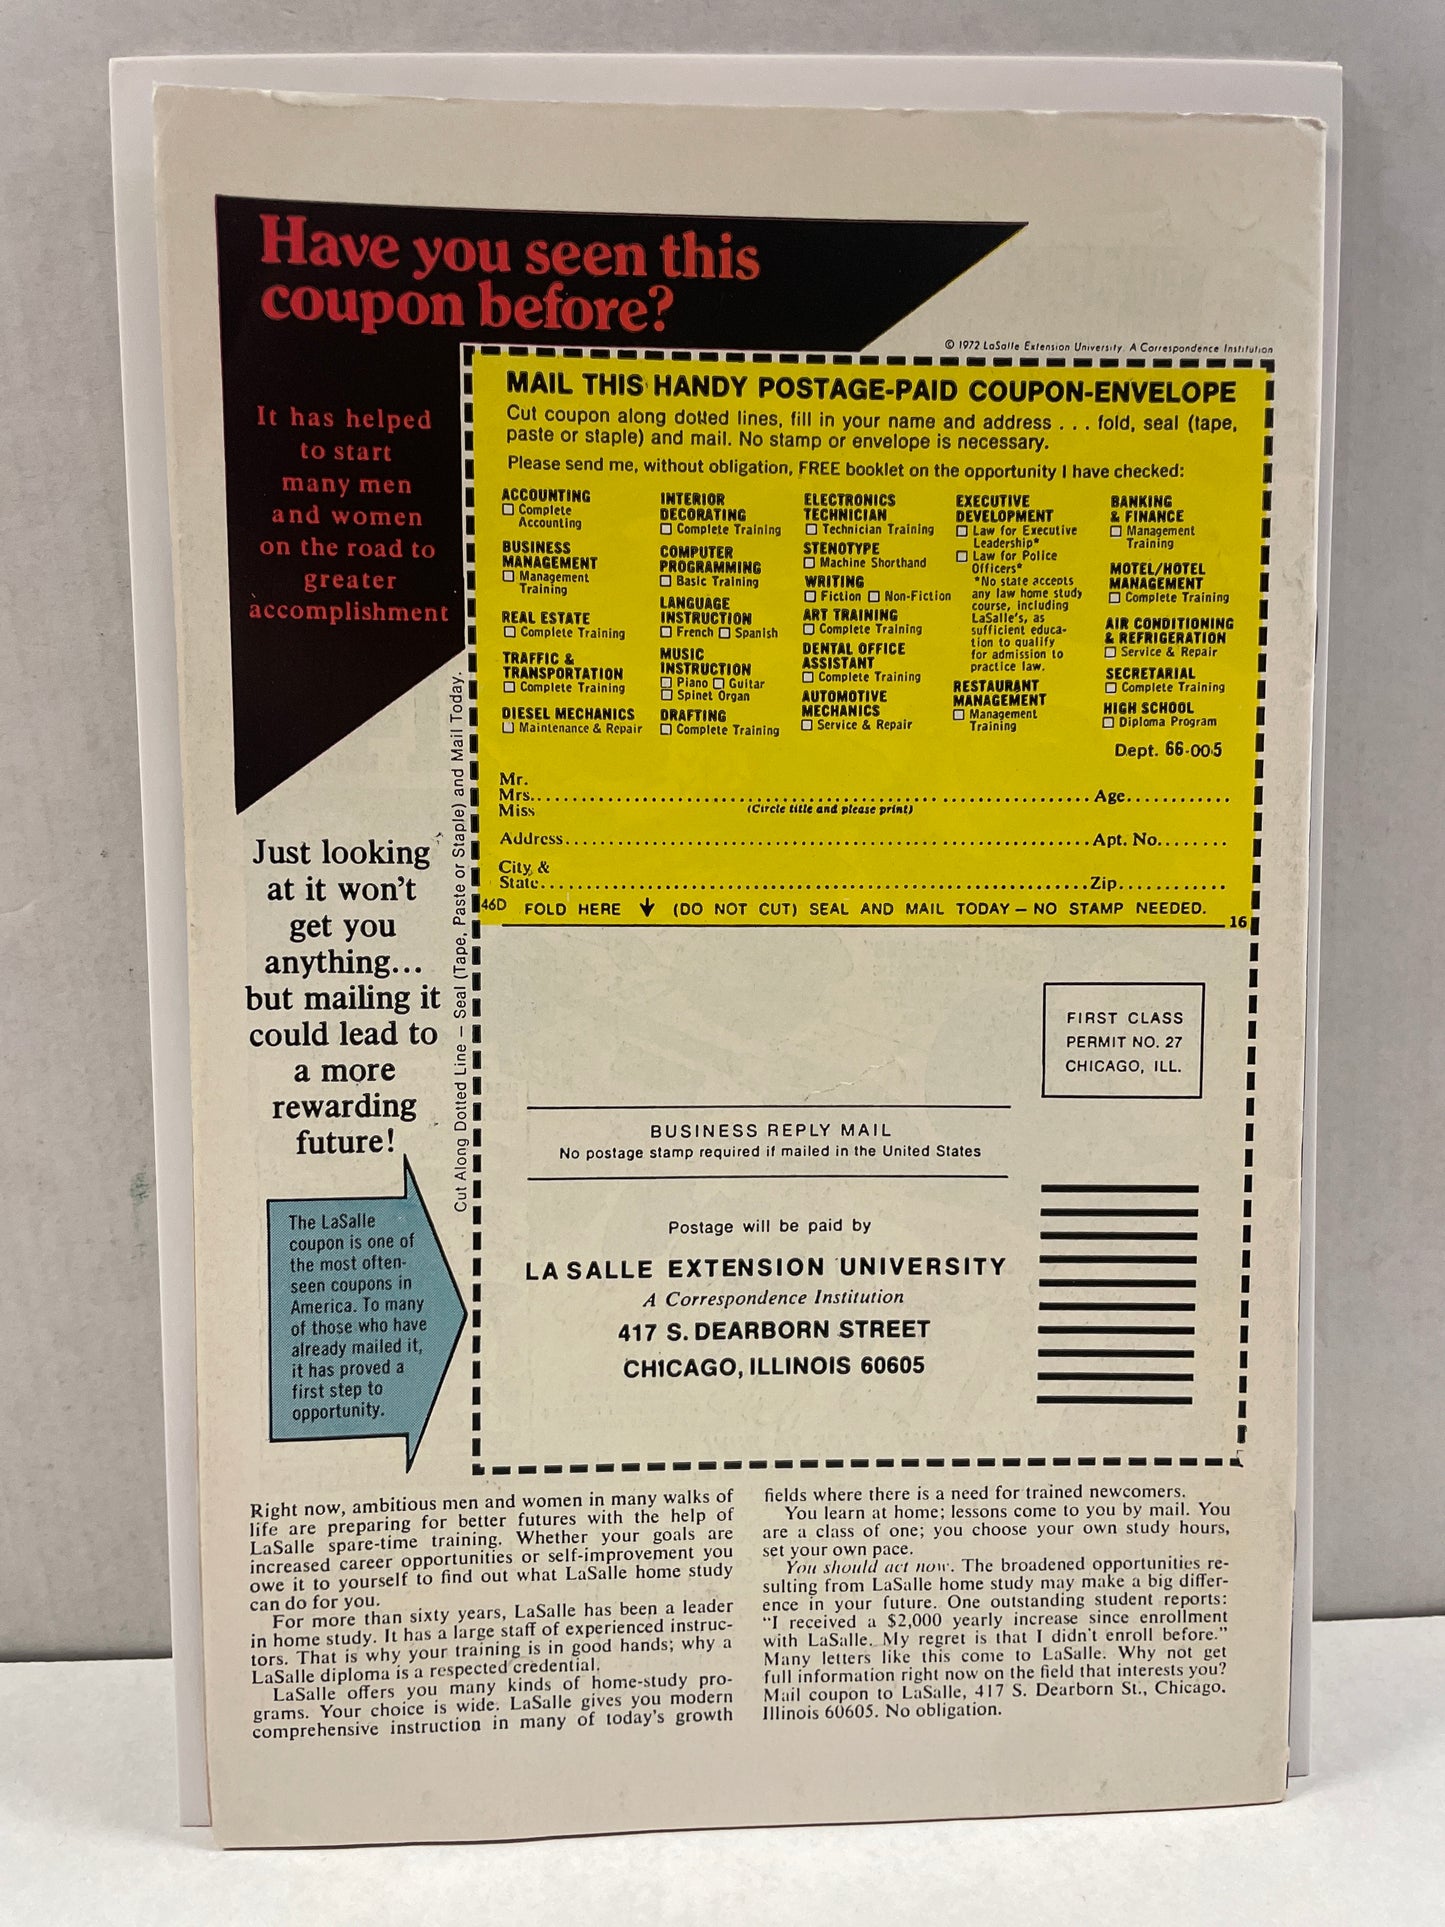 Have you seen this
coupon before?
It has helped
to start
many men
and women
on the road to
greater
accomplishment
© 1972 LaSalle Extension University. A Correspondence Institution
MAIL THIS HANDY POSTAGE-PAID COUPON-ENVELOPE
Cut coupon along dotted lines, fill in your name and address . . . fold, seal (tape,
paste or staple) and mail. No stamp or envelope is necessary.
Please send me, without obligation, FREE booklet on the opportunity I have checked:
ACCOUNTING
☐ Complete
Accounting
BUSINESS
MANAGEMENT
☐ Management
Training
REAL ESTATE
☐ Complete Training
TRAFFIC &
TRANSPORTATION
☐ Complete Training
DIESEL MECHANICS
☐ Maintenance & Repair
INTERIOR
DECORATING
☐ Complete Training
COMPUTER
PROGRAMMING
☐ Basic Training
LANGUAGE
INSTRUCTION
☐ French ☐ Spanish
MUSIC
INSTRUCTION
☐ Piano ☐ Guitar
☐ Spinet Organ
DRAFTING
☐ Complete Training
ELECTRONICS
TECHNICIAN
☐ Technician Training
STENOTYPE
☐ Machine Shorthand
WRITING
☐ Fiction ☐ Non-Fiction
ART TRAINING
☐ Complete Training
DENTAL OFFICE
ASSISTANT
☐ Complete Training
AUTOMOTIVE
MECHANICS
☐ Service & Repair
EXECUTIVE
DEVELOPMENT
☐ Law for Executive
Leadership*
☐ Law for Police
Officers*
*No state accepts
any law home study
course, including
LaSalle's, as
sufficient educa-
tion to qualify
for admission to
practice law.
RESTAURANT
MANAGEMENT
☐ Management
Training
BANKING
& FINANCE
☐ Management
Training
MOTEL/HOTEL
MANAGEMENT
☐ Complete Training
AIR CONDITIONING
& REFRIGERATION
☐ Service & Repair
SECRETARIAL
☐ Complete Training
HIGH SCHOOL
☐ Diploma Program
Dept. 66-005
Mr.
Mrs. Age
Miss (Circle title and please print)
Address Apt. No.
City &
State Zip
46D FOLD HERE ↓ (DO NOT CUT) SEAL AND MAIL TODAY – NO STAMP NEEDED.
16
Cut Along Dotted Line – Seal (Tape, Paste or Staple) and Mail Today.
Just looking
at it won't
get you
anything...
but mailing it
could lead to
a more
rewarding
future!
The LaSalle
coupon is one of
the most often-
seen coupons in
America. To many
of those who have
already mailed it,
it has proved a
first step to
opportunity.
FIRST CLASS
PERMIT NO. 27
CHICAGO, ILL.
BUSINESS REPLY MAIL
No postage stamp required if mailed in the United States
Postage will be paid by
LA SALLE EXTENSION UNIVERSITY
A Correspondence Institution
417 S. DEARBORN STREET
CHICAGO, ILLINOIS 60605
Right now, ambitious men and women in many walks of
life are preparing for better futures with the help of
LaSalle spare-time training. Whether your goals are
increased career opportunities or self-improvement you
owe it to yourself to find out what LaSalle home study
can do for you.
For more than sixty years, LaSalle has been a leader
in home study. It has a large staff of experienced instruc-
tors. That is why your training is in good hands; why a
LaSalle diploma is a respected credential.
LaSalle offers you many kinds of home-study pro-
grams. Your choice is wide. LaSalle gives you modern
comprehensive instruction in many of today's growth
fields where there is a need for trained newcomers.
You learn at home; lessons come to you by mail. You
are a class of one; you choose your own study hours,
set your own pace.
You should act now. The broadened opportunities re-
sulting from LaSalle home study may make a big differ-
ence in your future. One outstanding student reports:
"I received a $2,000 yearly increase since enrollment
with LaSalle. My regret is that I didn't enroll before."
Many letters like this come to LaSalle. Why not get
full information right now on the field that interests you?
Mail coupon to LaSalle, 417 S. Dearborn St., Chicago,
Illinois 60605. No obligation.